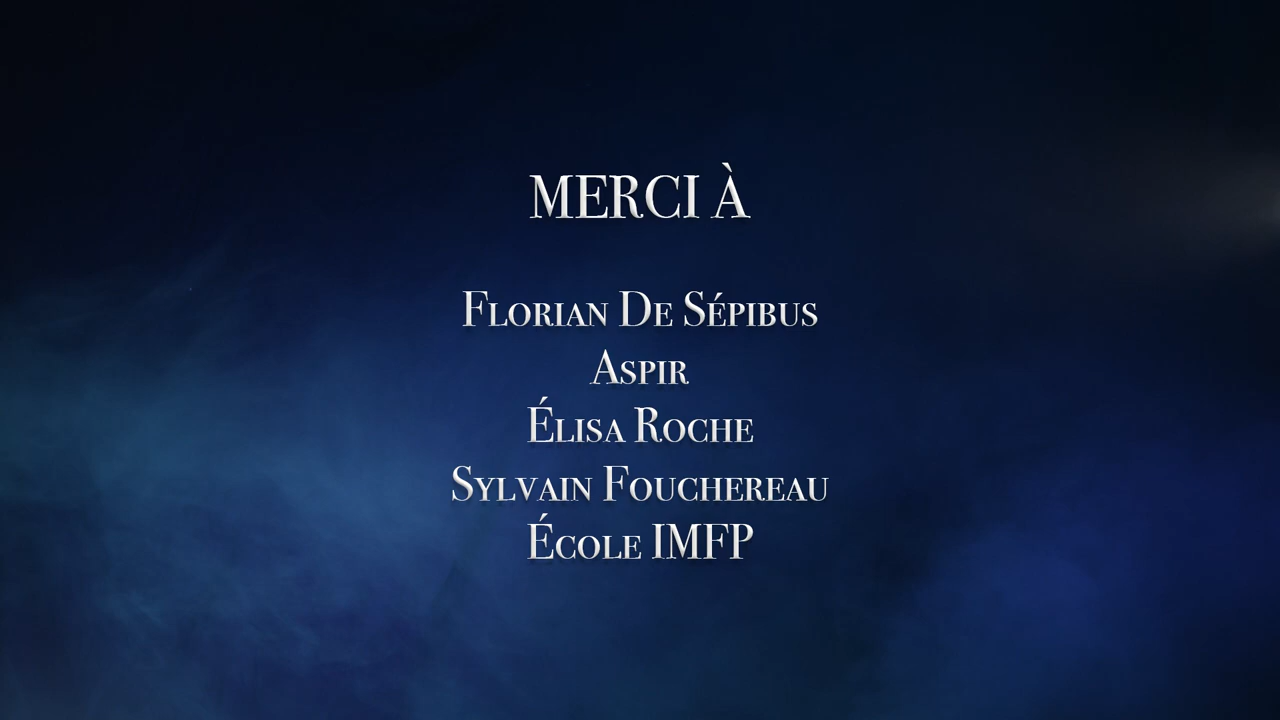 MERCI À
Florian De Sépibus
Aspir
Élisa Roche
Sylvain Fouchereau
École IMFP